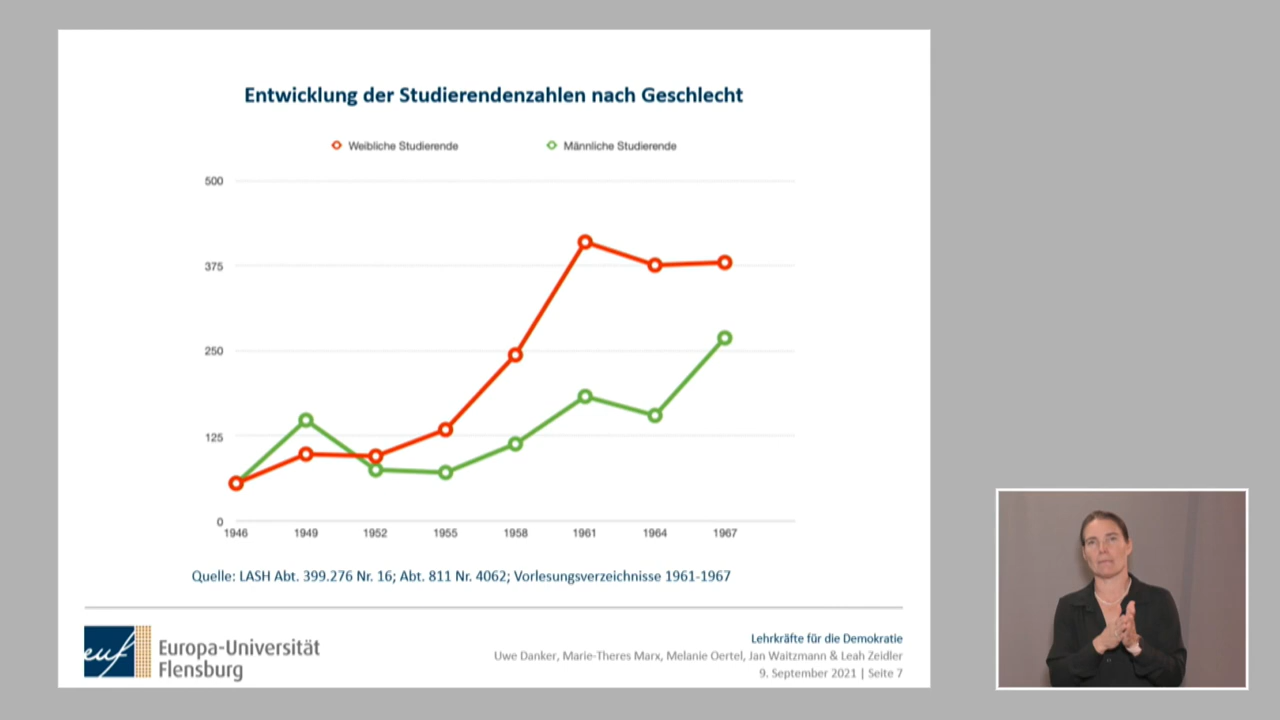 Entwicklung der Studierendenzahlen nach Geschlecht
Weibliche Studierende
Männliche Studierende
500
375
250
125
0
1946 1949 1952 1955 1958 1961 1964 1967
Quelle: LASH Abt. 399.276 Nr. 16; Abt. 811 Nr. 4062; Vorlesungsverzeichnisse 1961-1967
euf
Europa-Universität
Flensburg
Lehrkräfte für die Demokratie
Uwe Danker, Marie-Theres Marx, Melanie Oertel, Jan Waitzmann & Leah Zeidler
9. September 2021 | Seite 7